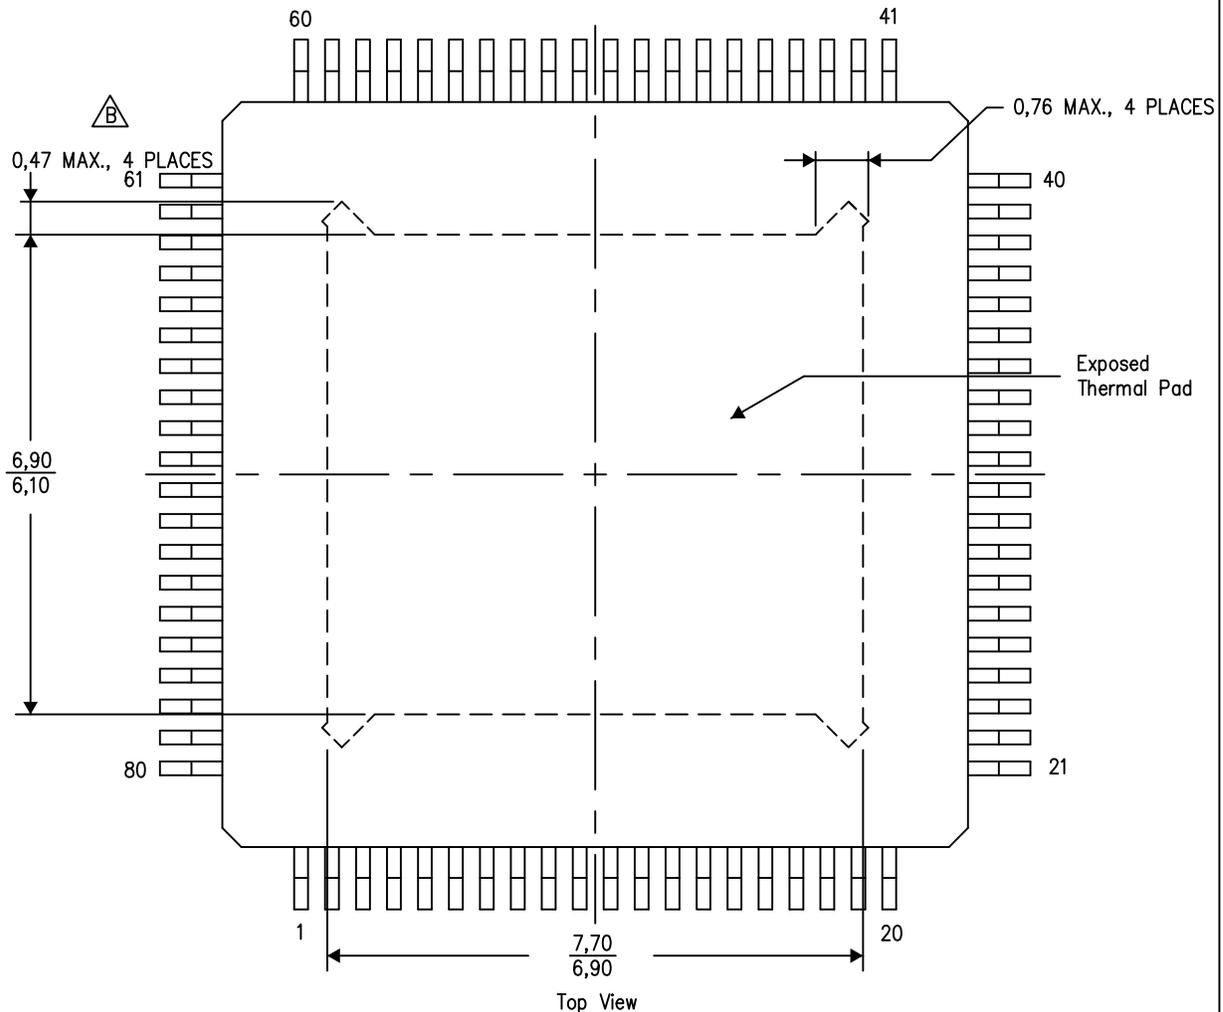 60
41
B
0,76 MAX., 4 PLACES
0,47 MAX., 4 PLACES
61
40
Exposed
Thermal Pad
6,90
6,10
80
21
1
20
7,70
6,90
Top View